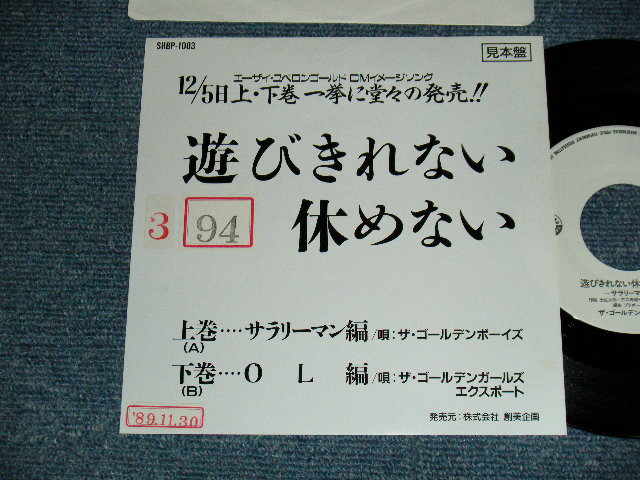 SHBP-1003
見本盤
エーザイ・ユベロンゴールド CMイメージソング
12/5日上・下巻 一挙に堂々の発売!!
遊びきれない
休めない
3
94
上巻‥‥サラリーマン編/唄:ザ・ゴールデンボーイズ
(A)
下巻‥‥O L 編/唄:ザ・ゴールデンガールズ
エクスポート
(B)
'89.11.30
発売元:株式会社 創美企画
遊びきれない休
サラリーマ
ザ・ゴールデン